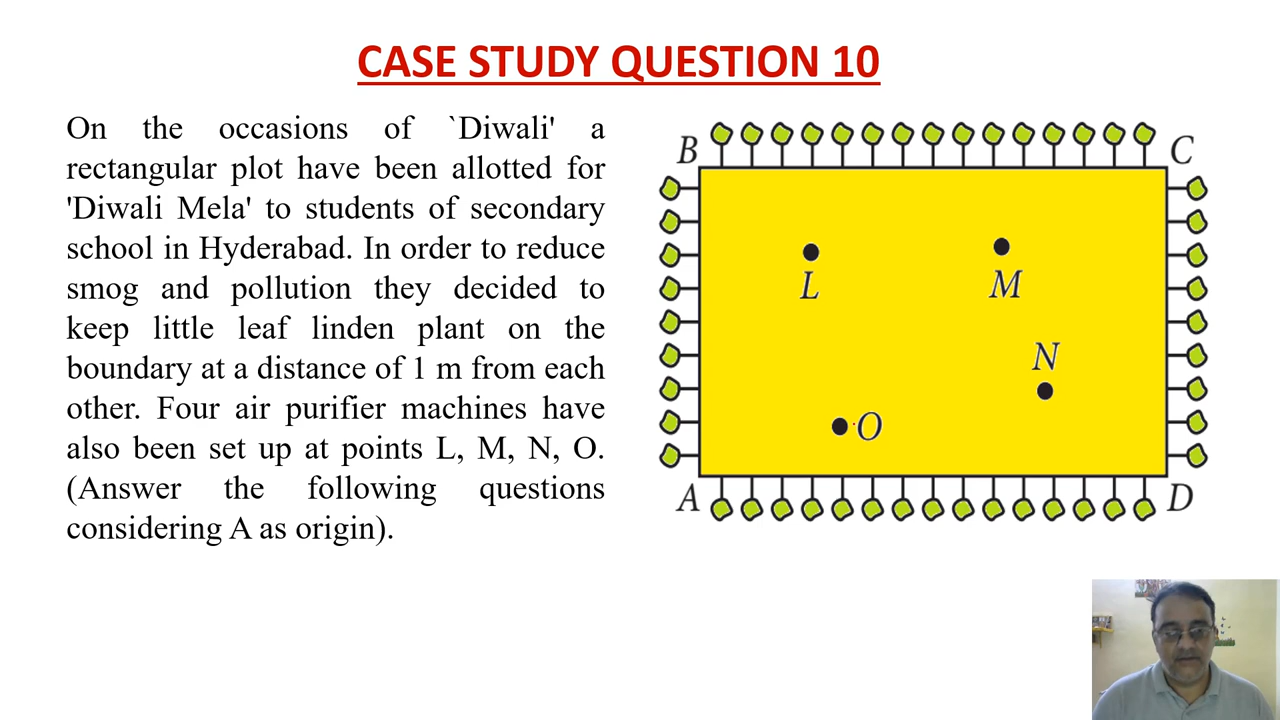 CASE STUDY QUESTION 10
On the occasions of `Diwali' a
rectangular plot have been allotted for
'Diwali Mela' to students of secondary
school in Hyderabad. In order to reduce
smog and pollution they decided to
keep little leaf linden plant on the
boundary at a distance of 1 m from each
other. Four air purifier machines have
also been set up at points L, M, N, O.
(Answer the following questions
considering A as origin).
B C
L M
N
O
A D